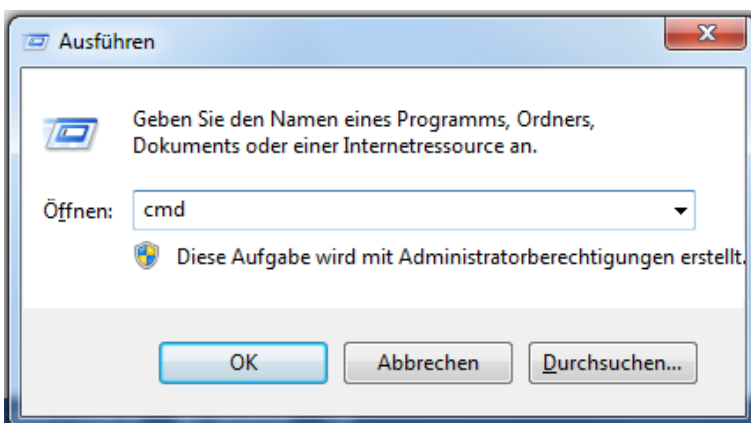 Ausführen
Geben Sie den Namen eines Programms, Ordners,
Dokuments oder einer Internetressource an.
Öffnen: cmd
Diese Aufgabe wird mit Administratorberechtigungen erstellt.
OK Abbrechen Durchsuchen...